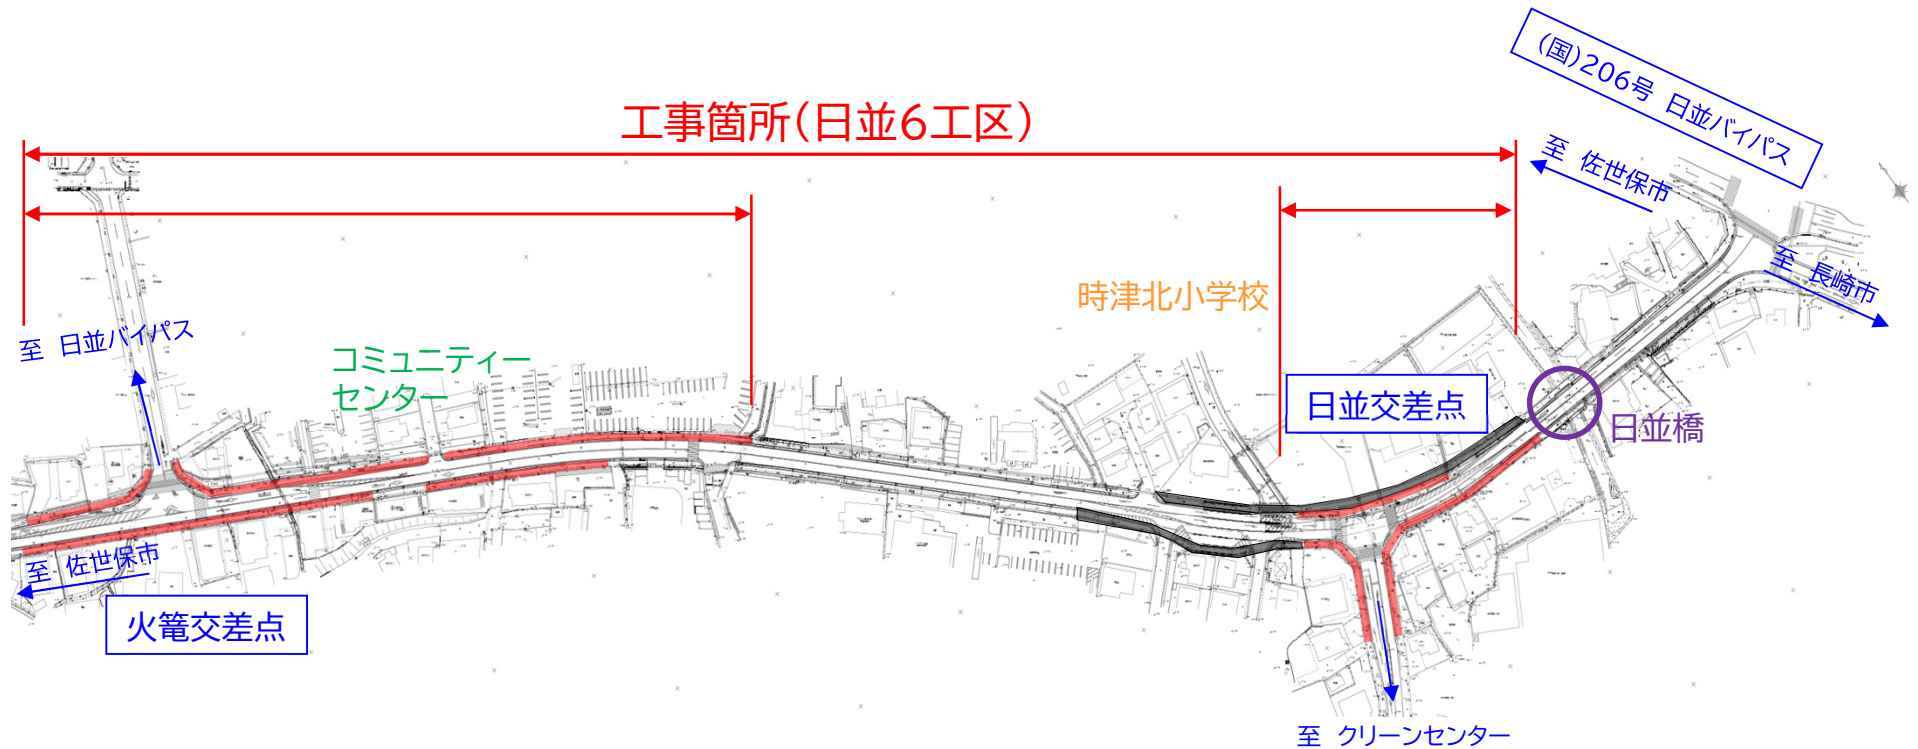 (国)206号 日並バイパス
工事箇所(日並6工区)
至 佐世保市
至 長崎市
時津北小学校
至 日並バイパス
コミュニティー
センター
日並交差点
日並橋
至 佐世保市
火篭交差点
至 クリーンセンター